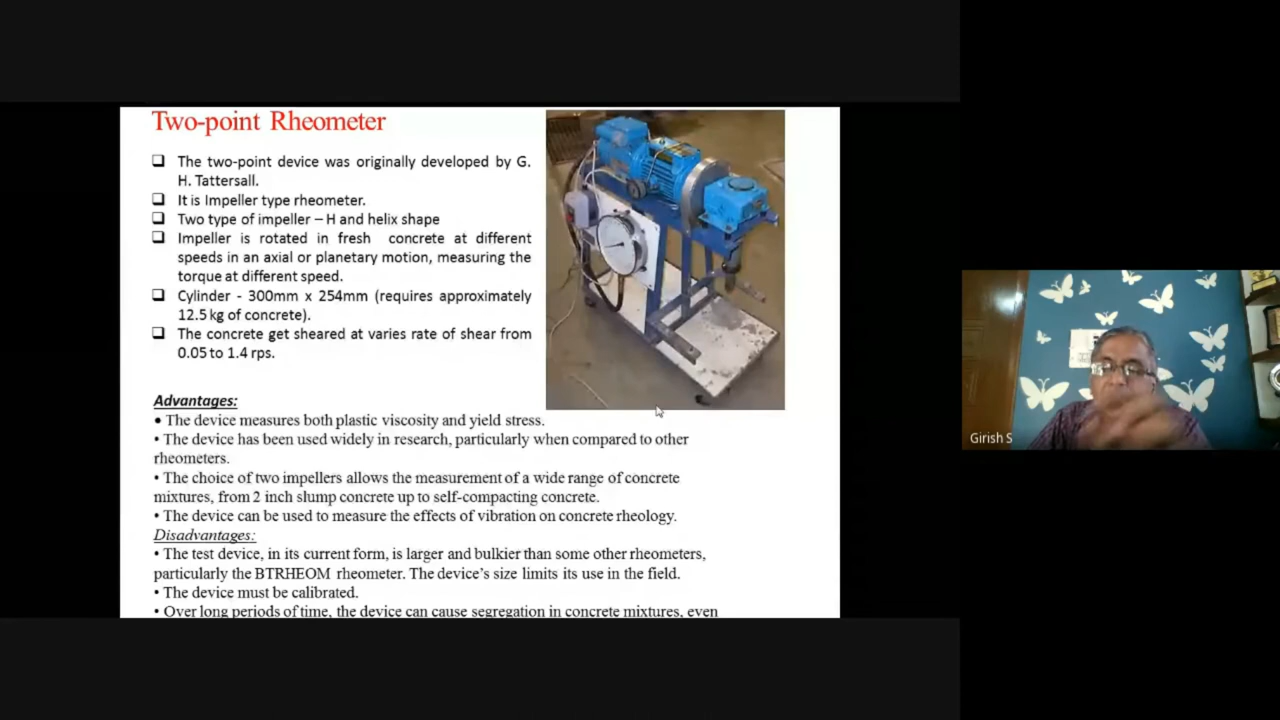 Two-point Rheometer
❑ The two-point device was originally developed by G.
H. Tattersall.
❑ It is Impeller type rheometer.
❑ Two type of impeller – H and helix shape
❑ Impeller is rotated in fresh concrete at different
speeds in an axial or planetary motion, measuring the
torque at different speed.
❑ Cylinder - 300mm x 254mm (requires approximately
12.5 kg of concrete).
❑ The concrete get sheared at varies rate of shear from
0.05 to 1.4 rps.
Advantages:
• The device measures both plastic viscosity and yield stress.
• The device has been used widely in research, particularly when compared to other
rheometers.
• The choice of two impellers allows the measurement of a wide range of concrete
mixtures, from 2 inch slump concrete up to self-compacting concrete.
• The device can be used to measure the effects of vibration on concrete rheology.
Disadvantages:
• The test device, in its current form, is larger and bulkier than some other rheometers,
particularly the BTRHEOM rheometer. The device's size limits its use in the field.
• The device must be calibrated.
• Over long periods of time, the device can cause segregation in concrete mixtures, even
Girish S